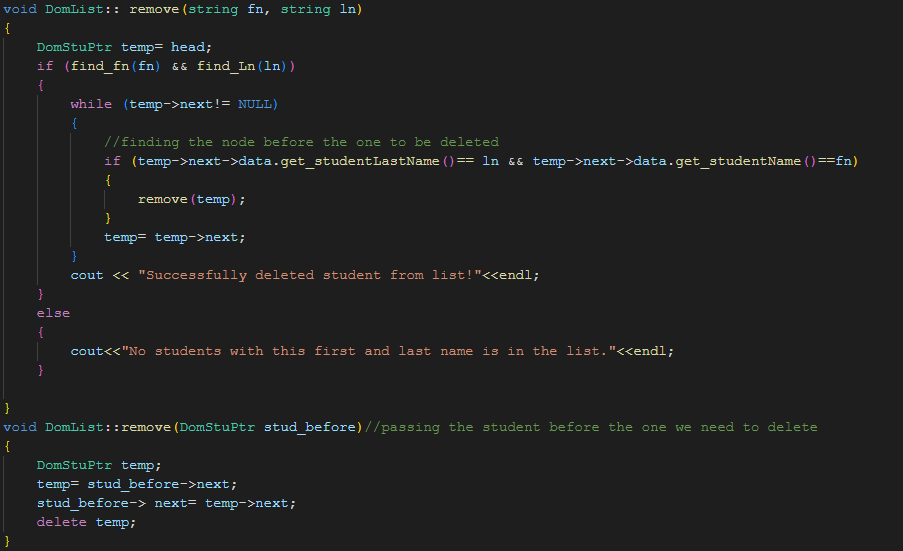 void DomList:: remove(string fn, string ln)
{
    DomStuPtr temp= head;
    if (find_fn(fn) && find_Ln(ln))
    {
        while (temp->next!= NULL)
        {
            //finding the node before the one to be deleted
            if (temp->next->data.get_studentLastName()== ln && temp->next->data.get_studentName()==fn)
            {
                remove(temp);
            }
            temp= temp->next;
        }
        cout << "Successfully deleted student from list!"<<endl;
    }
    else
    {
        cout<<"No students with this first and last name is in the list."<<endl;
    }

}
void DomList::remove(DomStuPtr stud_before)//passing the student before the one we need to delete
{
    DomStuPtr temp;
    temp= stud_before->next;
    stud_before-> next= temp->next;
    delete temp;
}